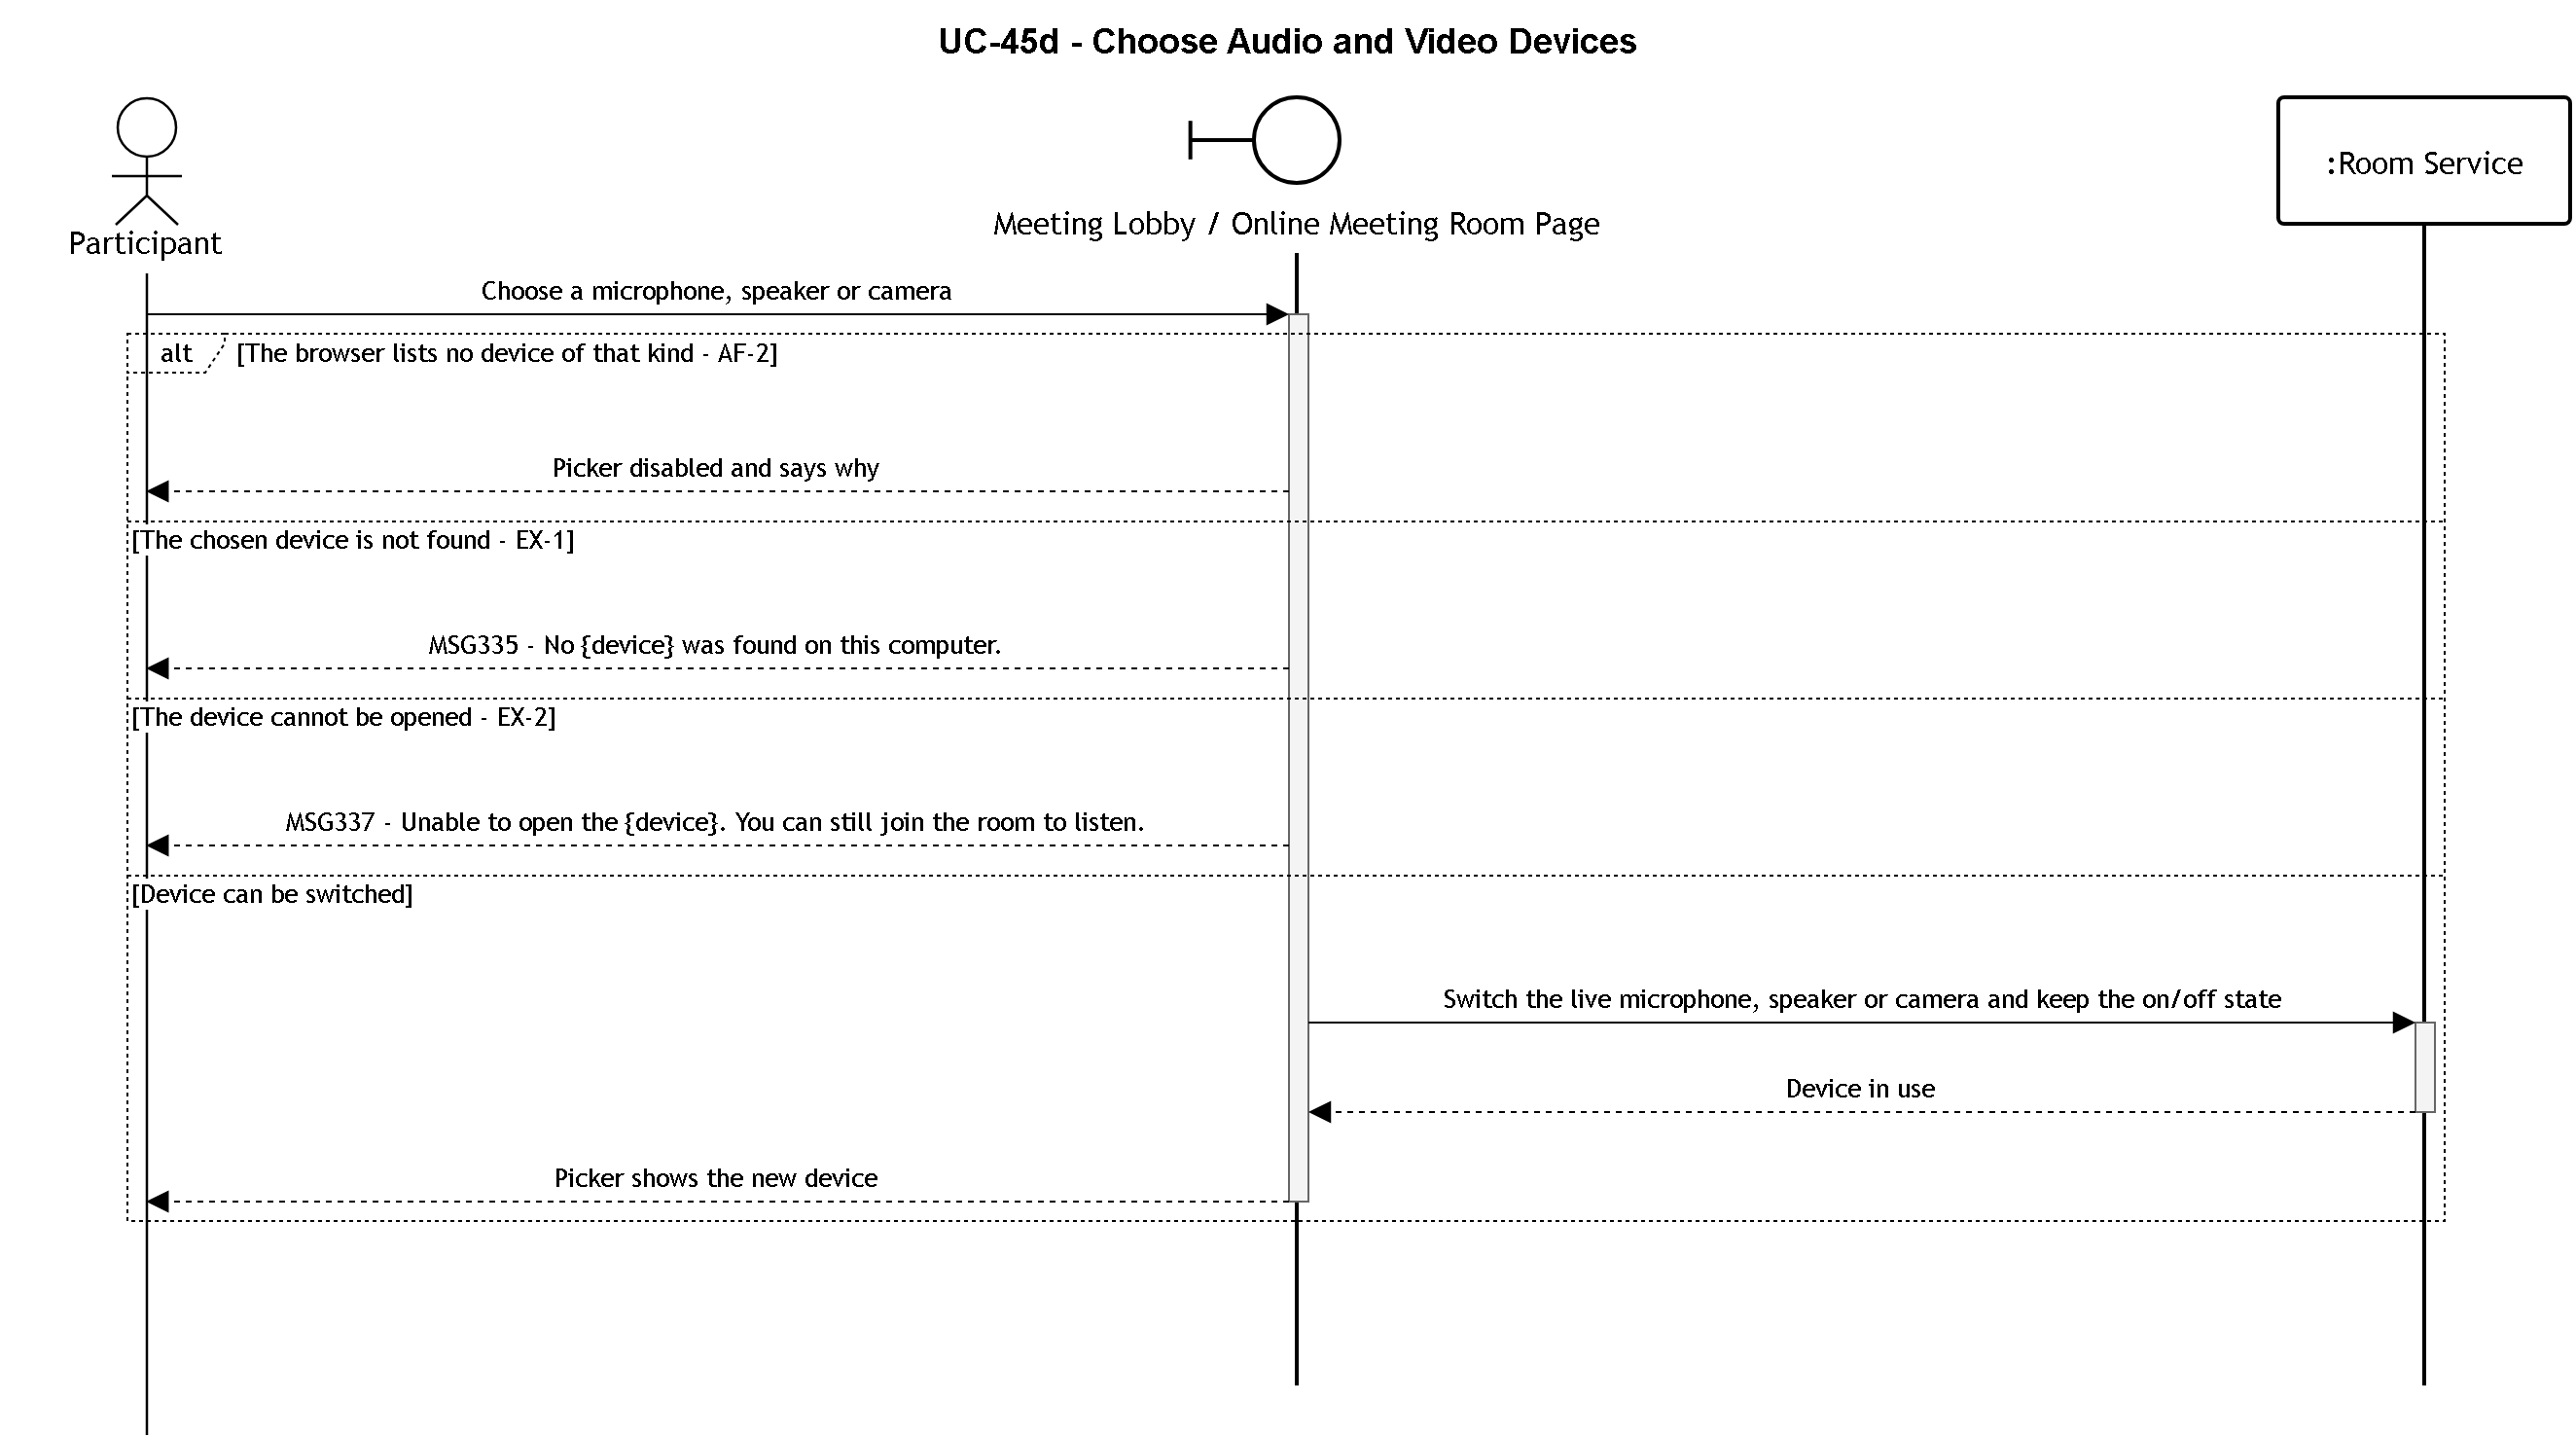 UC-45d - Choose Audio and Video Devices
Participant
Meeting Lobby / Online Meeting Room Page
:Room Service
Choose a microphone, speaker or camera
alt [The browser lists no device of that kind - AF-2]
Picker disabled and says why
[The chosen device is not found - EX-1]
MSG335 - No {device} was found on this computer.
[The device cannot be opened - EX-2]
MSG337 - Unable to open the {device}. You can still join the room to listen.
[Device can be switched]
Switch the live microphone, speaker or camera and keep the on/off state
Device in use
Picker shows the new device